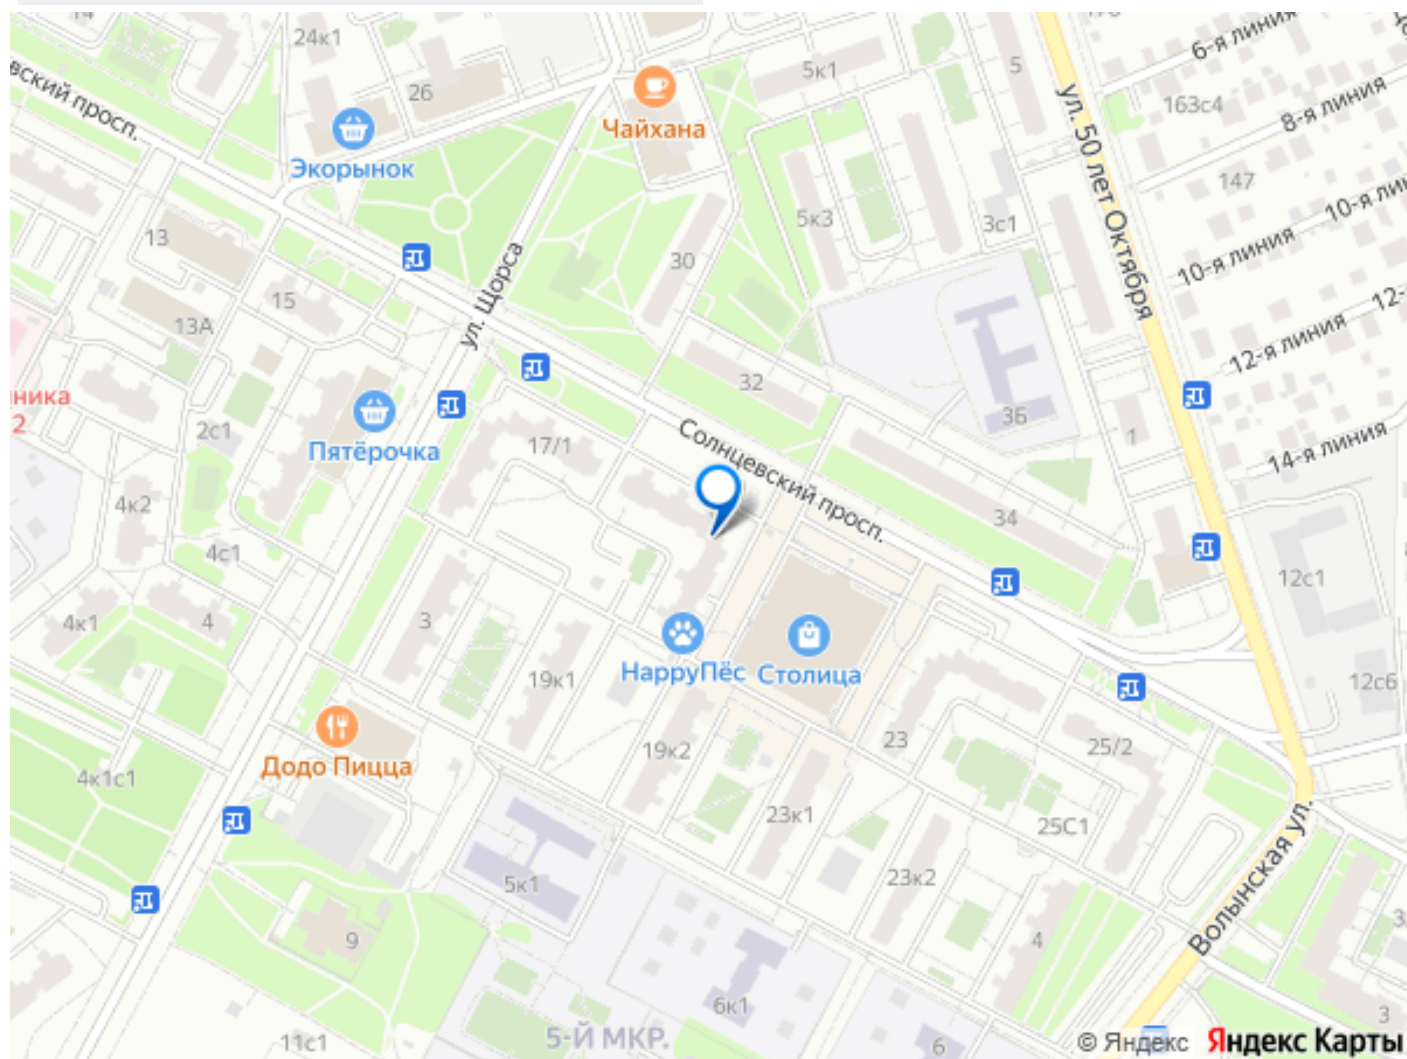 24к1
26
Экорынок
Чайхана
5к1
5
ул. 50 лет Октября
6-я линия
163с4
8-я линия
147
10-я линия
10-я линия
12-я линия
14-я линия
вский просп.
14
13
13А
15
ул. Щорса
30
5к3
3с1
32
3Б
1
Солнцевский просп.
34
12с1
12с6
ника
2
2с1
Пятёрочка
17/1
4к2
4с1
4к1
4
3
19к1
HappyПёс
Столица
19к2
23
25/2
Додо Пицца
4к1с1
23к1
25С1
23к2
5к1
9
4
Волынская ул.
6к1
6
3
11с1
5-Й МКР.
© Яндекс Яндекс Карты